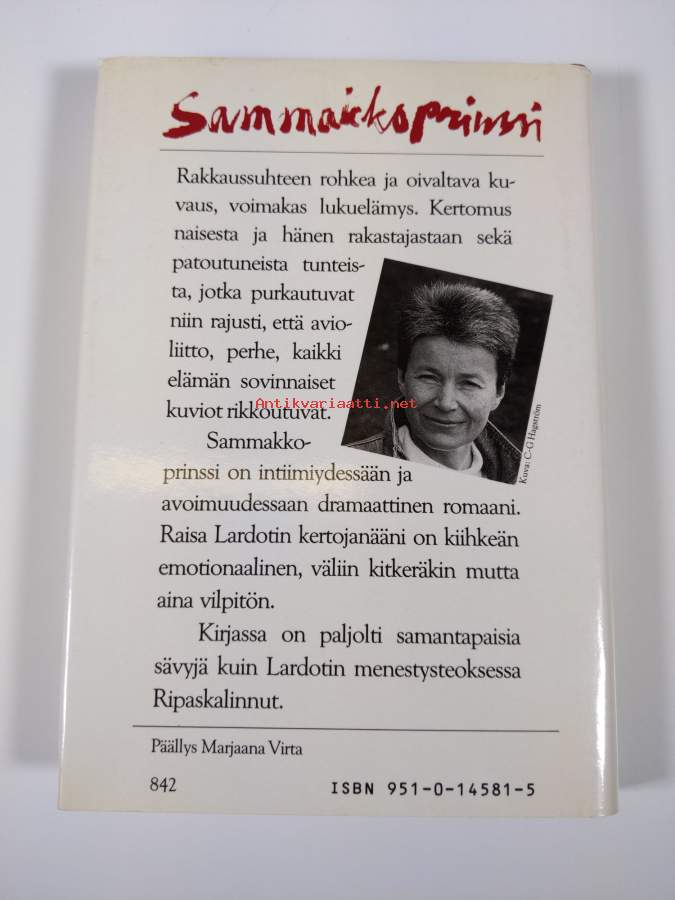 Sammakkoprinssi
Rakkaussuhteen rohkea ja oivaltava ku-
vaus, voimakas lukuelämys. Kertomus
naisesta ja hänen rakastajastaan sekä
patoutuneista tunteis-
ta, jotka purkautuvat
niin rajusti, että avio-
liitto, perhe, kaikki
elämän sovinnaiset
kuviot rikkoutuvat.
Antikvariaatti.net
Kuva: C-G Hagström
Sammakko-
prinssi on intiimiydessään ja
avoimuudessaan dramaattinen romaani.
Raisa Lardotin kertojanääni on kiihkeän
emotionaalinen, väliin kitkeräkin mutta
aina vilpitön.
Kirjassa on paljolti samantapaisia
sävyjä kuin Lardotin menestysteoksessa
Ripaskalinnut.
Päällys Marjaana Virta
842 ISBN 951-0-14581-5